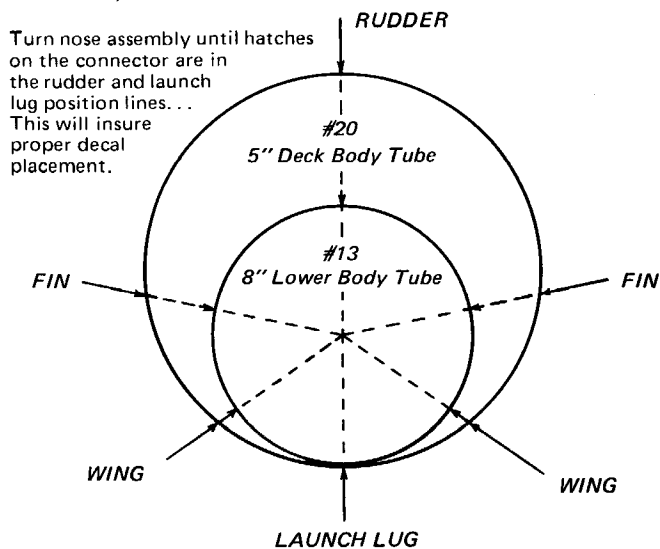 RUDDER
Turn nose assembly until hatches
on the connector are in
the rudder and launch
lug position lines...
This will insure
proper decal
placement.
#20
5" Deck Body Tube
#13
8" Lower Body Tube
FIN
FIN
WING
WING
LAUNCH LUG